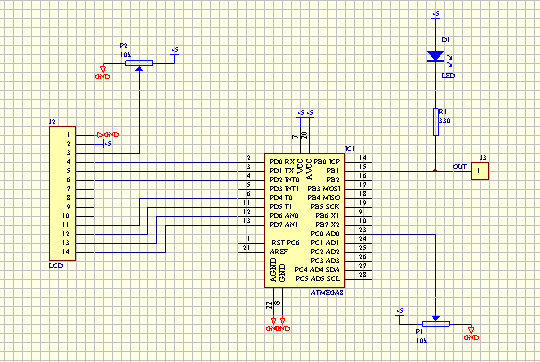 +5
D1
LED
P2
10k
+5
GND
R1
330
+5 +5
J2
1
GND
2
+5
3
4
5
6
7
8
9
10
11
12
13
14
LCD
7
20
IC1
VCC
AVCC
2
PD0 RX
PB0 ICP
14
3
PD1 TX
PB1
15
4
PD2 INT0
PB2
16
5
PD3 INT1
PB3 MOSI
17
6
PD4 T0
PB4 MISO
18
11
PD5 T1
PB5 SCK
19
12
PD6 AN0
PB6 X1
9
13
PD7 AN1
PB7 X2
10
PC0 AD0
23
1
RST PC6
PC1 AD1
24
21
AREF
PC2 AD2
25
PC3 AD3
26
PC4 AD4 SDA
27
PC5 AD5 SCL
28
AGND
GND
ATMEGA8
22
8
GND
GND
OUT
J3
1
+5
P1
10k
GND